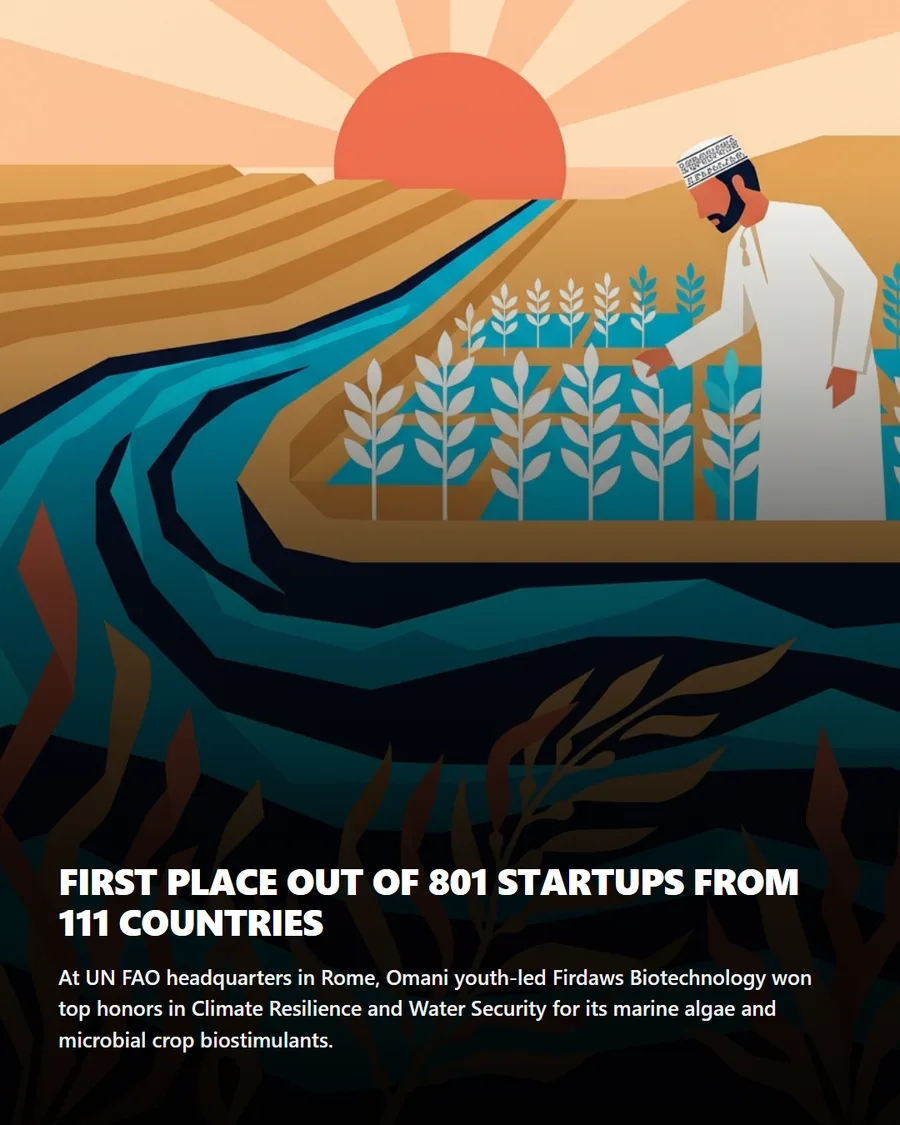 FIRST PLACE OUT OF 801 STARTUPS FROM
111 COUNTRIES
At UN FAO headquarters in Rome, Omani youth-led Firdaws Biotechnology won
top honors in Climate Resilience and Water Security for its marine algae and
microbial crop biostimulants.